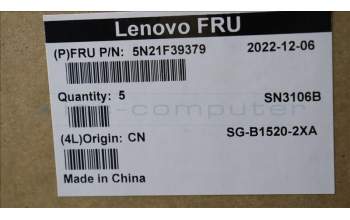 Lenovo FRU
(P)FRU P/N: 5N21F39379 2022-12-06
Quantity: 5 SN3106B
-computer
(4L)Origin: CN SG-B1520-2XA
Made in China